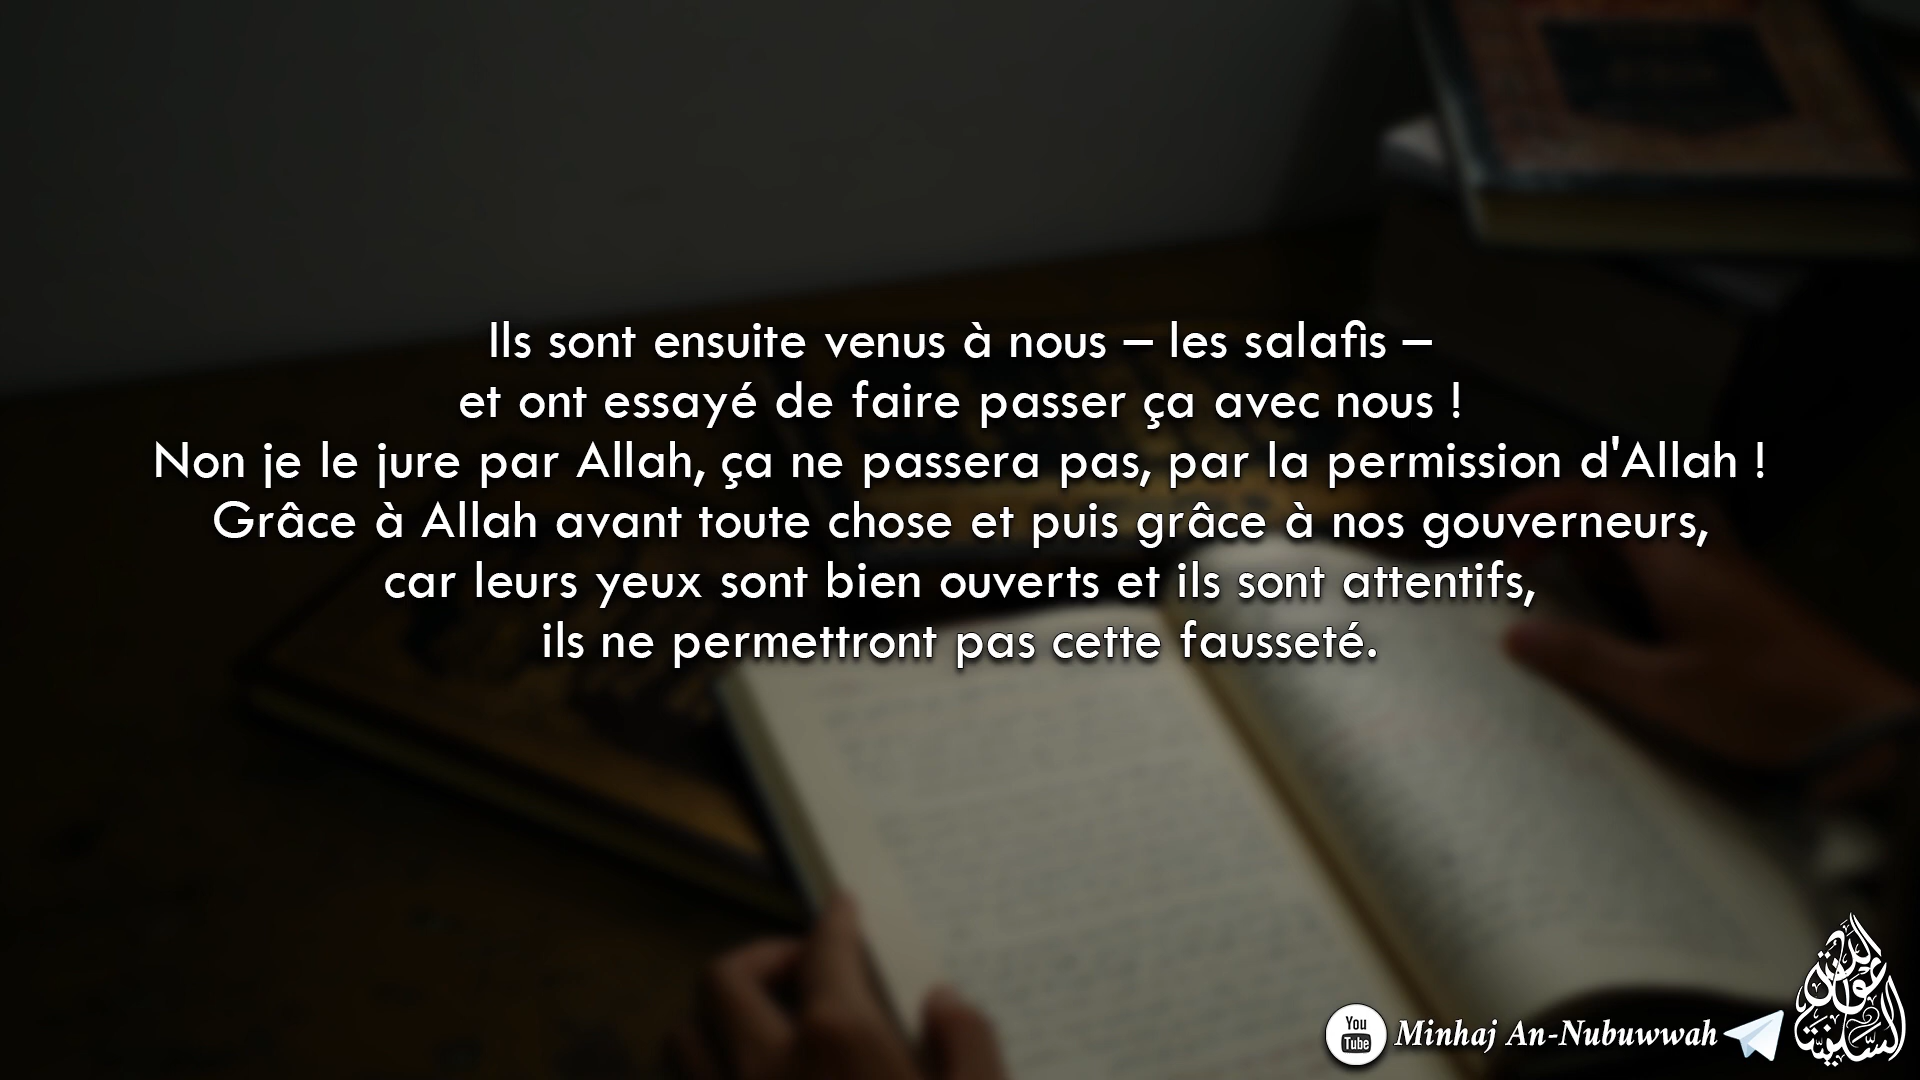 Ils sont ensuite venus à nous – les salafis –
et ont essayé de faire passer ça avec nous !
Non je le jure par Allah, ça ne passera pas, par la permission d'Allah !
Grâce à Allah avant toute chose et puis grâce à nos gouverneurs,
car leurs yeux sont bien ouverts et ils sont attentifs,
ils ne permettront pas cette fausseté.
You
Tube
Minhaj An-Nubuwwah